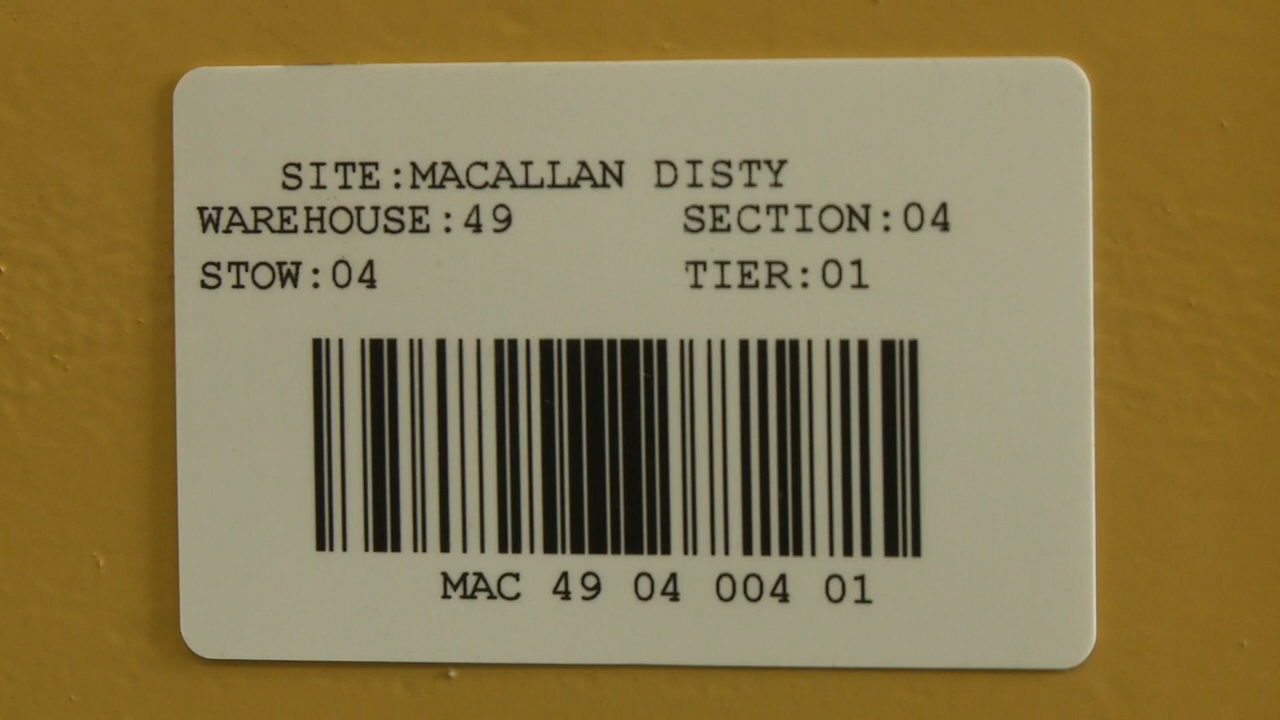 SITE:MACALLAN DISTY
WAREHOUSE:49 SECTION:04
STOW:04 TIER:01
MAC 49 04 004 01